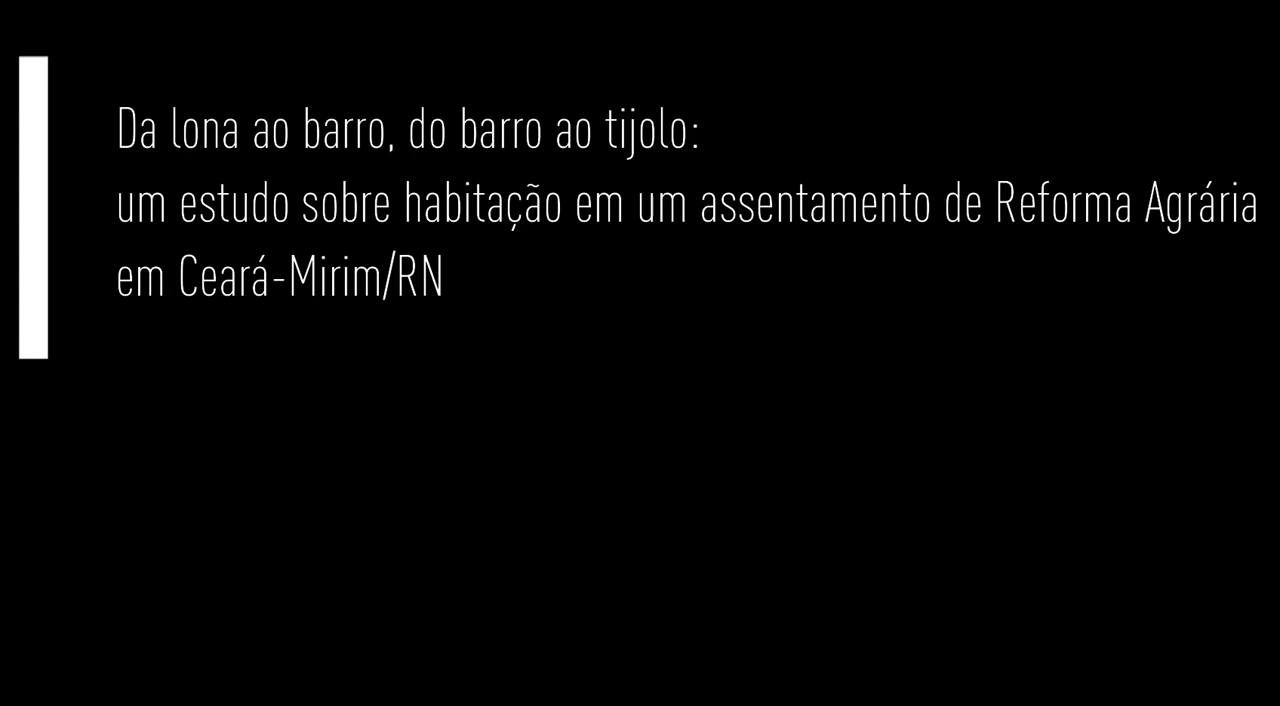 Da lona ao barro, do barro ao tijolo:
um estudo sobre habitação em um assentamento de Reforma Agrária
em Ceará-Mirim/RN